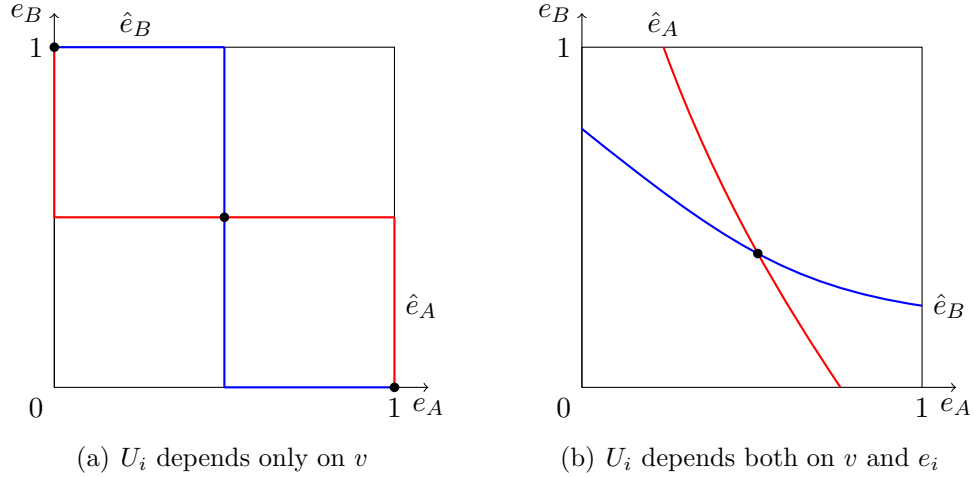 e_B
ê_B
1
ê_A
0
1
e_A
(a) U_i depends only on v
e_B
ê_A
1
ê_B
0
1
e_A
(b) U_i depends both on v and e_i